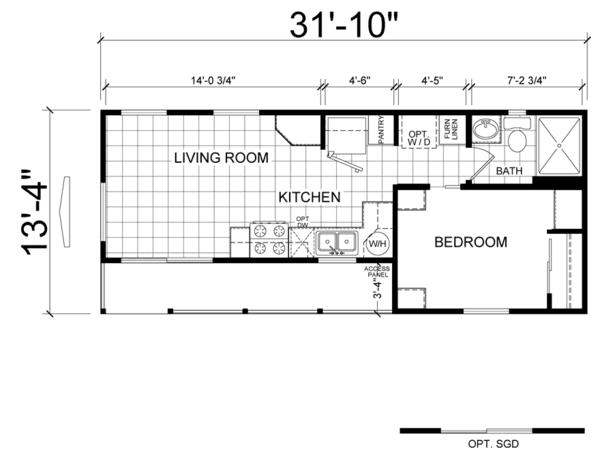 31'-10"
14'-0 3/4"
4'-6"
4'-5"
7'-2 3/4"
13'-4"
PANTRY
OPT.
W / D
FURN
LINEN
LIVING ROOM
BATH
KITCHEN
OPT
DW
W/H
BEDROOM
ACCESS
PANEL
3'-4"
OPT. SGD